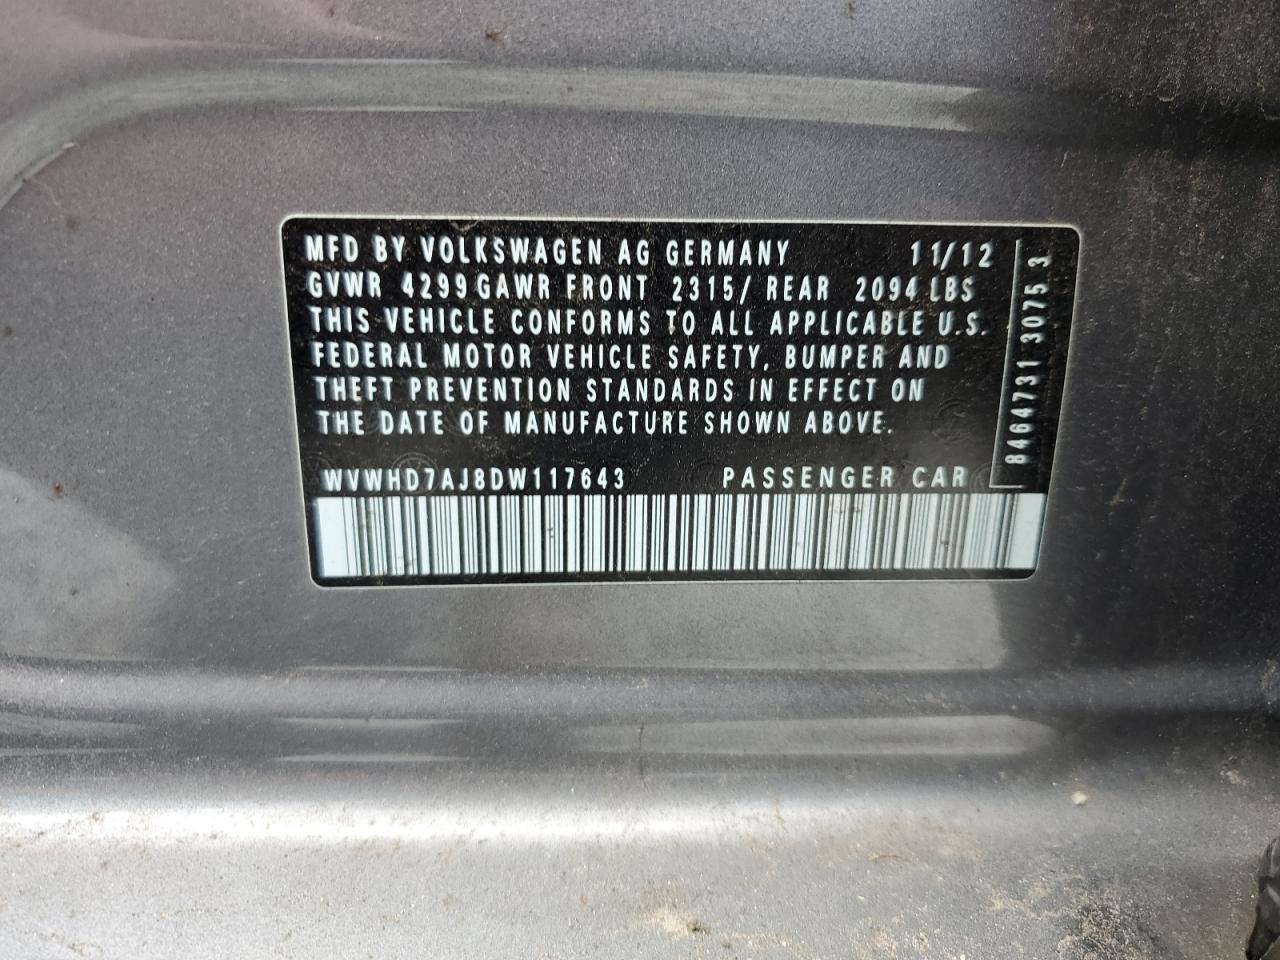 MFD BY VOLKSWAGEN AG GERMANY 11/12
GVWR 4299 GAWR FRONT 2315/ REAR 2094 LBS
THIS VEHICLE CONFORMS TO ALL APPLICABLE U.S.
FEDERAL MOTOR VEHICLE SAFETY, BUMPER AND
THEFT PREVENTION STANDARDS IN EFFECT ON
THE DATE OF MANUFACTURE SHOWN ABOVE.
WVWHD7AJ8DW117643 PASSENGER CAR
8464731 3075 3